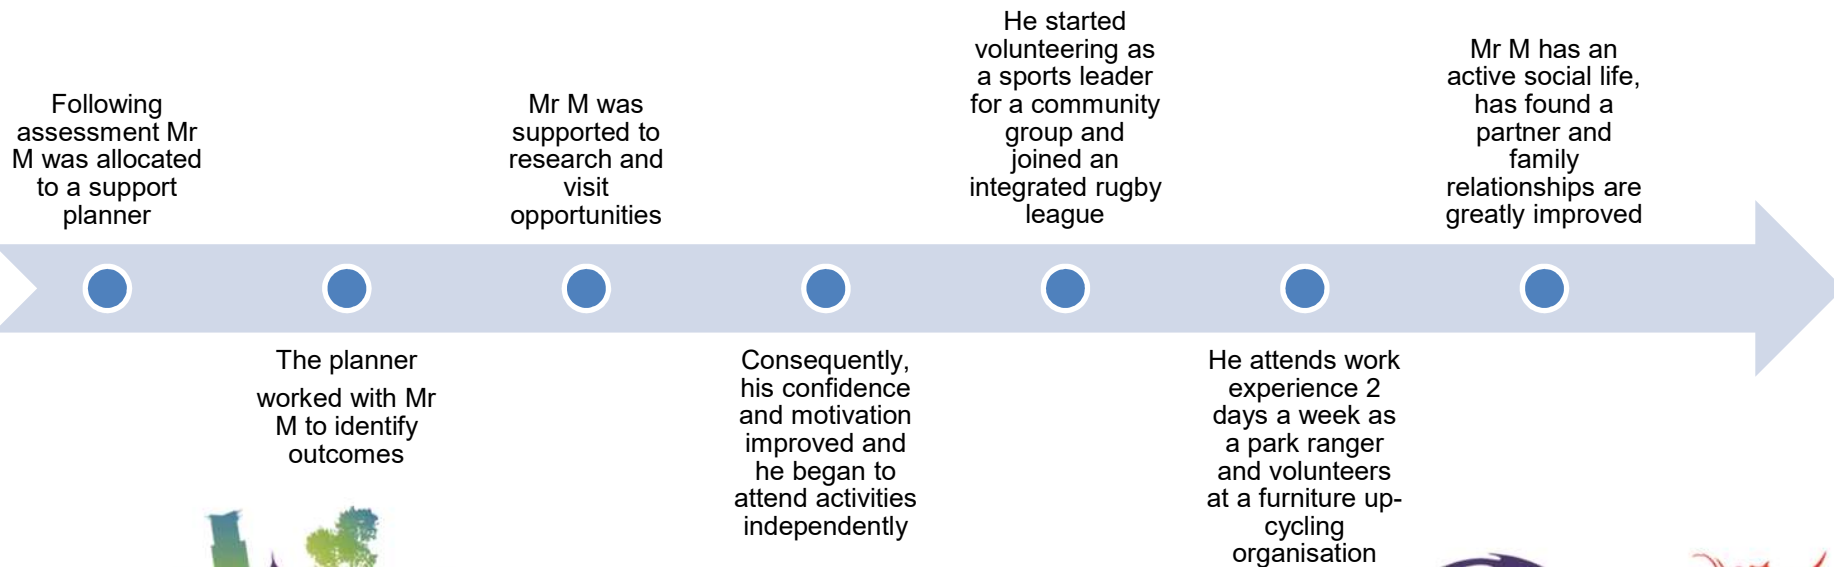 Following
assessment Mr
M was allocated
to a support
planner
The planner
worked with Mr
M to identify
outcomes
Mr M was
supported to
research and
visit
opportunities
Consequently,
his confidence
and motivation
improved and
he began to
attend activities
independently
He started
volunteering as
a sports leader
for a community
group and
joined an
integrated rugby
league
He attends work
experience 2
days a week as
a park ranger
and volunteers
at a furniture up-
cycling
organisation
Mr M has an
active social life,
has found a
partner and
family
relationships are
greatly improved